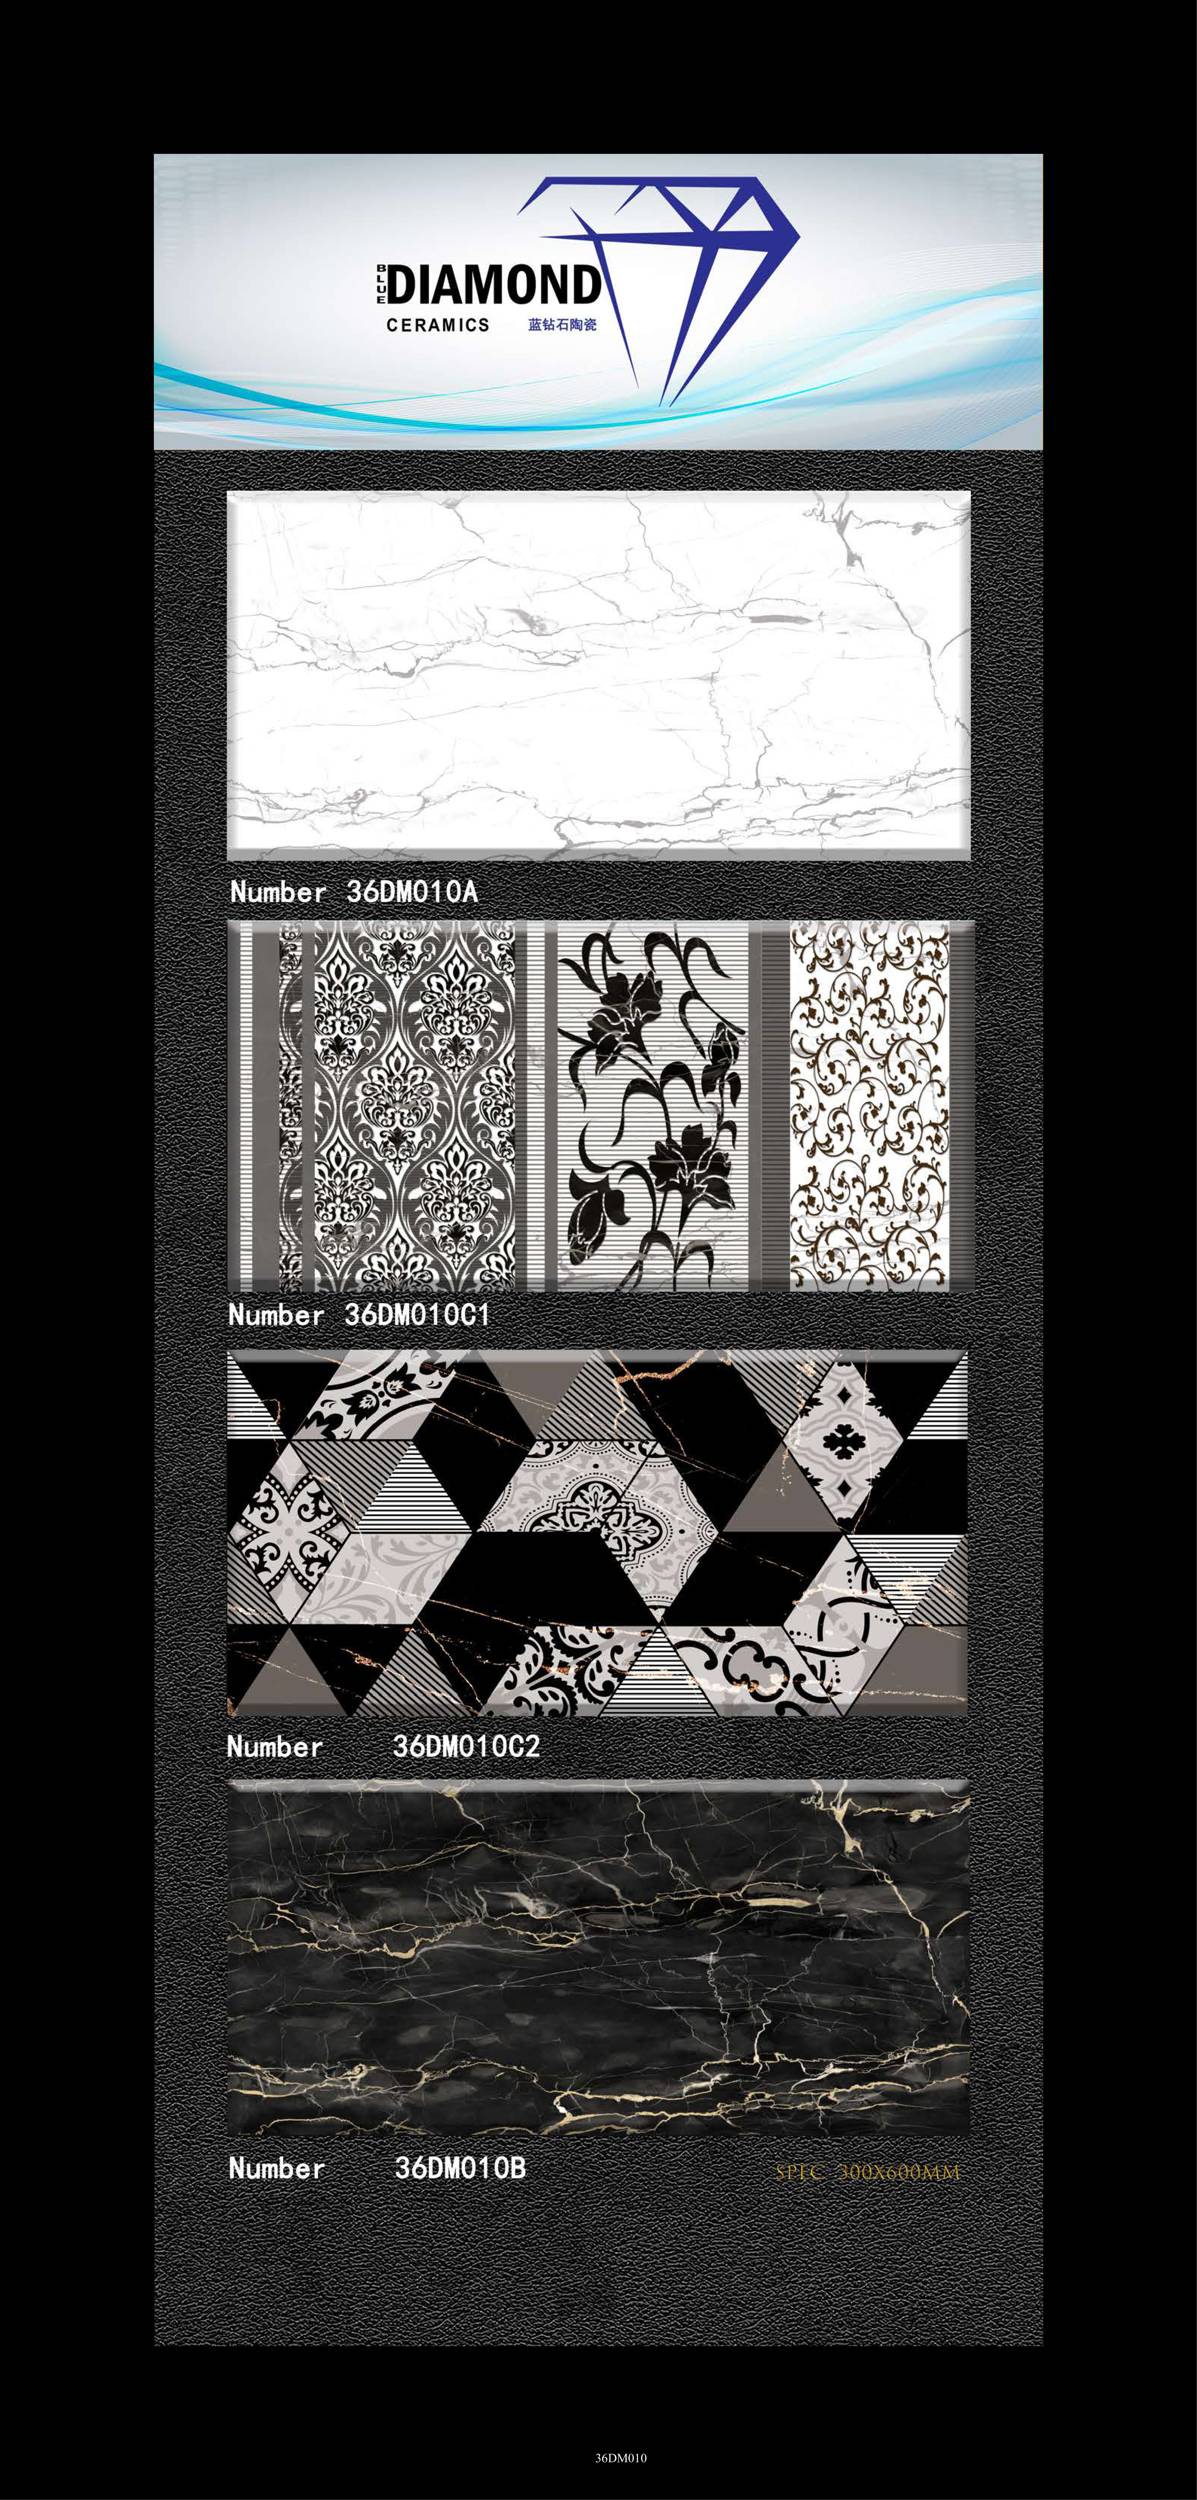 BLUE
DIAMOND
CERAMICS 蓝钻石陶瓷
Number 36DM010A
Number 36DM010C1
Number 36DM010C2
Number 36DM010B
SPEC 300X600MM
36DM010